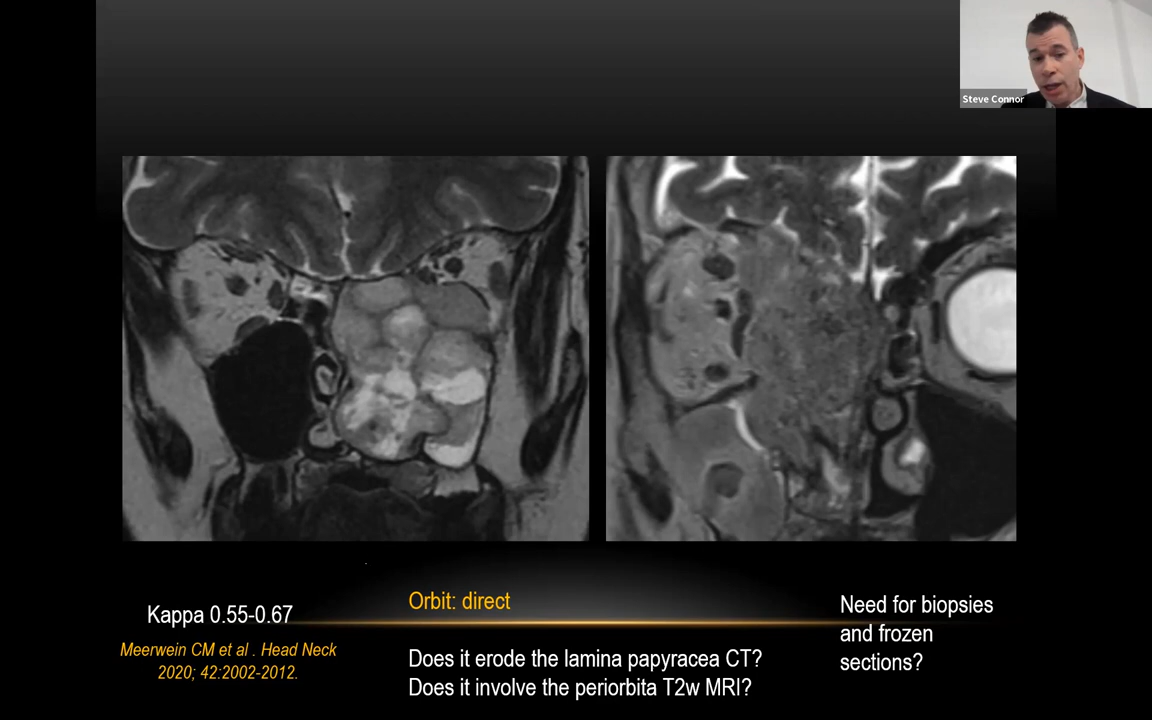 Steve Connor
Kappa 0.55-0.67
Meerwein CM et al . Head Neck
2020; 42:2002-2012.
Orbit: direct
Does it erode the lamina papyracea CT?
Does it involve the periorbita T2w MRI?
Need for biopsies
and frozen
sections?